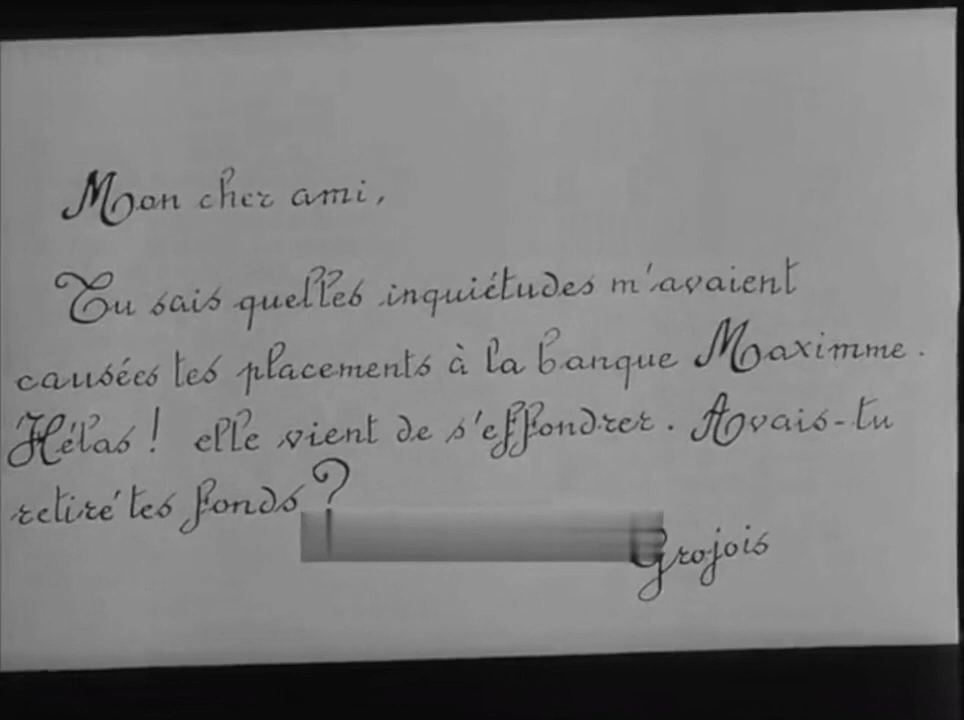 Mon cher ami,
Tu sais quelles inquiétudes m'avaient
causées tes placements à la banque Maximme.
Hélas ! elle vient de s'effondrer. Avais-tu
retiré tes fonds ?
Grojois